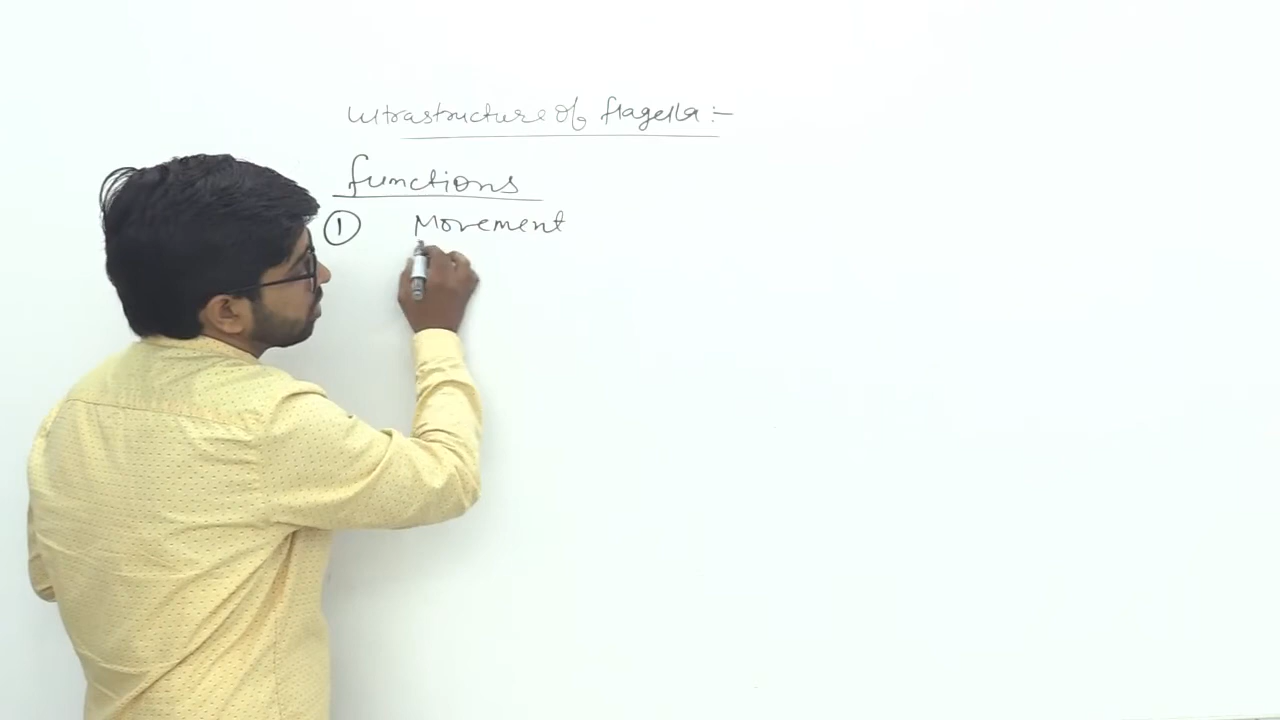 Ultrastructure of flagella :-
functions
① Movement